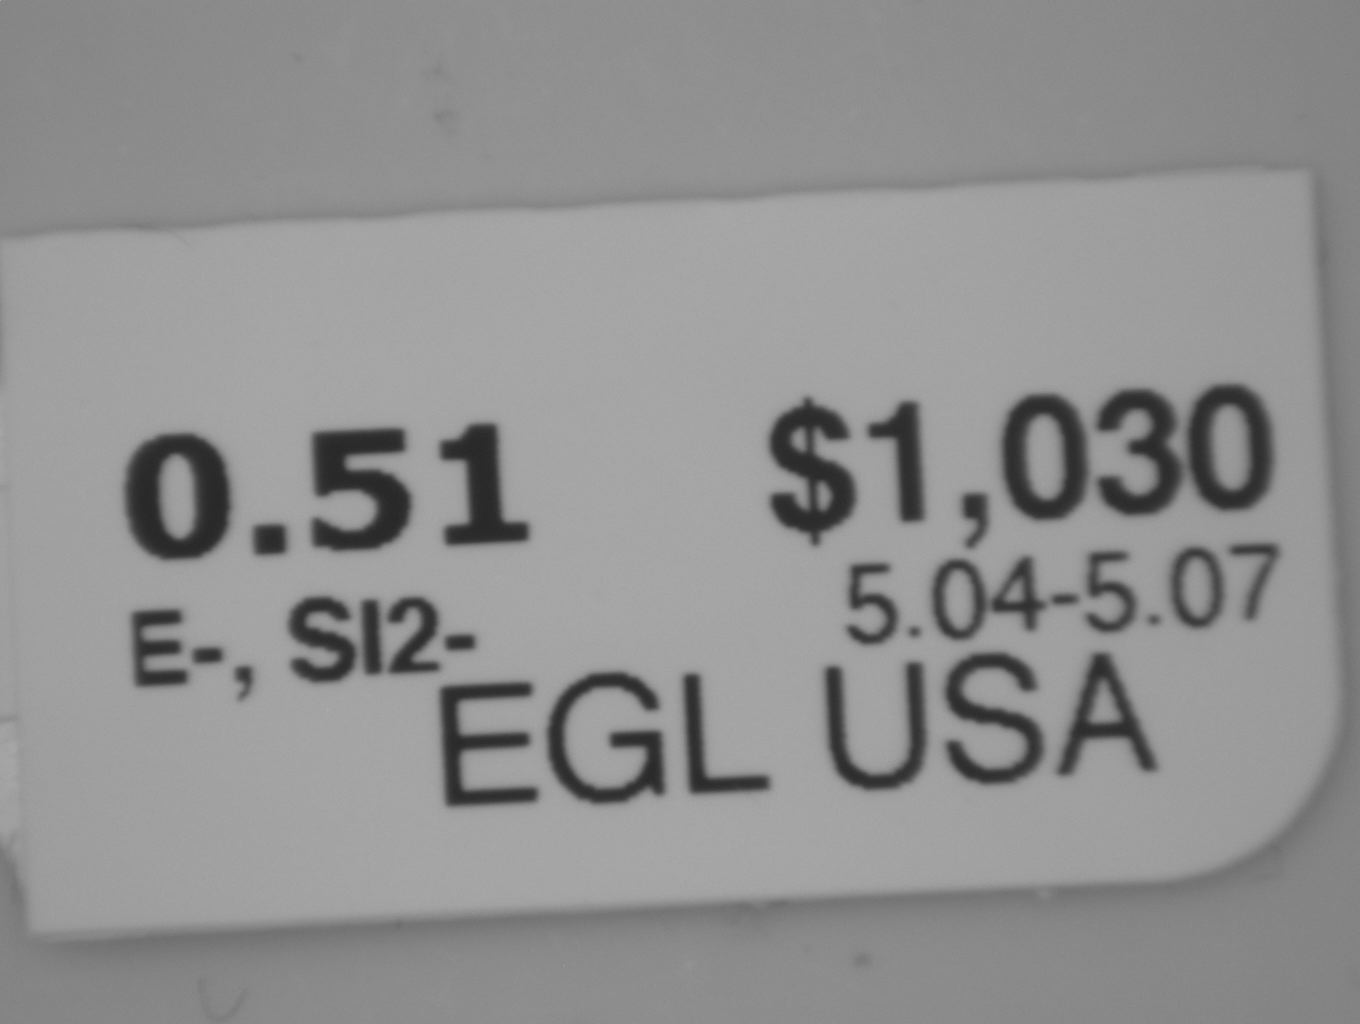 0.51 $1,030
E-, SI2- 5.04-5.07
EGL USA